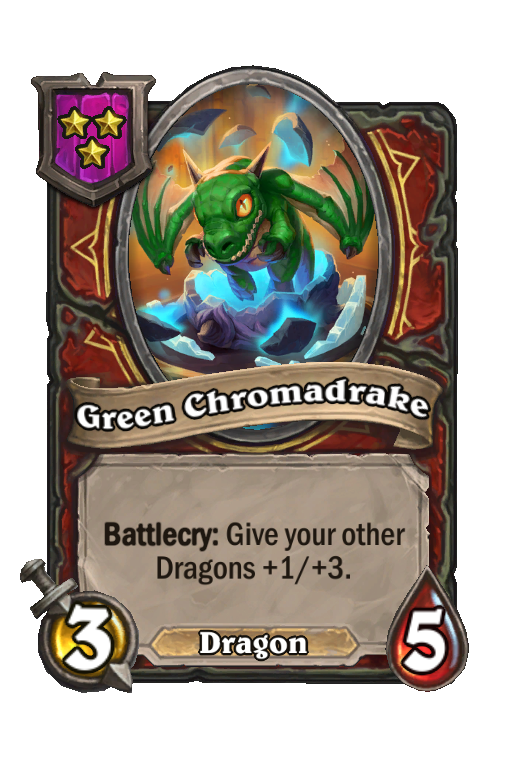 Green Chromadrake
Battlecry: Give your other
Dragons +1/+3.
3
Dragon
5